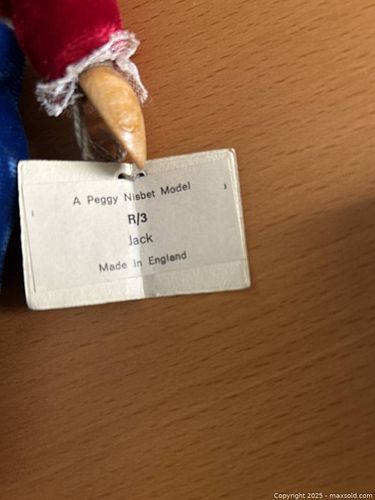 A Peggy Nisbet Model
R/3
Jack
Made in England
Copyright 2025 - maxsold.com